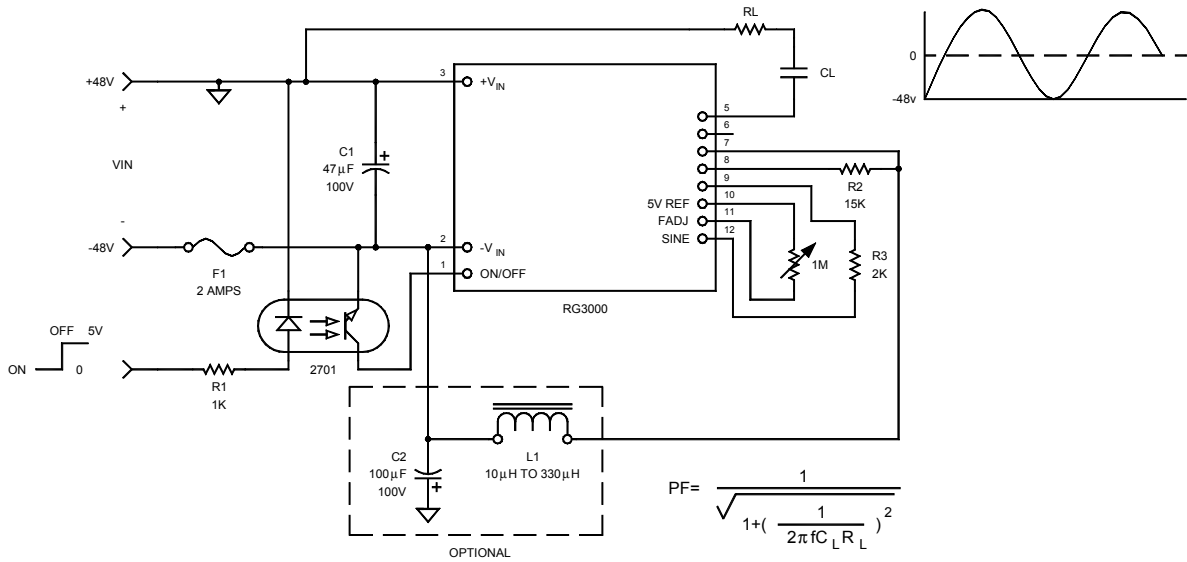 RL
CL
0
-48v
+48V
+
VIN
-
-48V
F1
2 AMPS
C1
47μF
100V
+
3
+VIN
2
-VIN
1
ON/OFF
5
6
7
8
9
10
5V REF
11
FADJ
12
SINE
RG3000
R2
15K
1M
R3
2K
OFF 5V
ON 0
R1
1K
2701
C2
100μF
100V
+
L1
10μH TO 330μH
OPTIONAL
PF= 1
1+( 1 )2
2πfCLRL